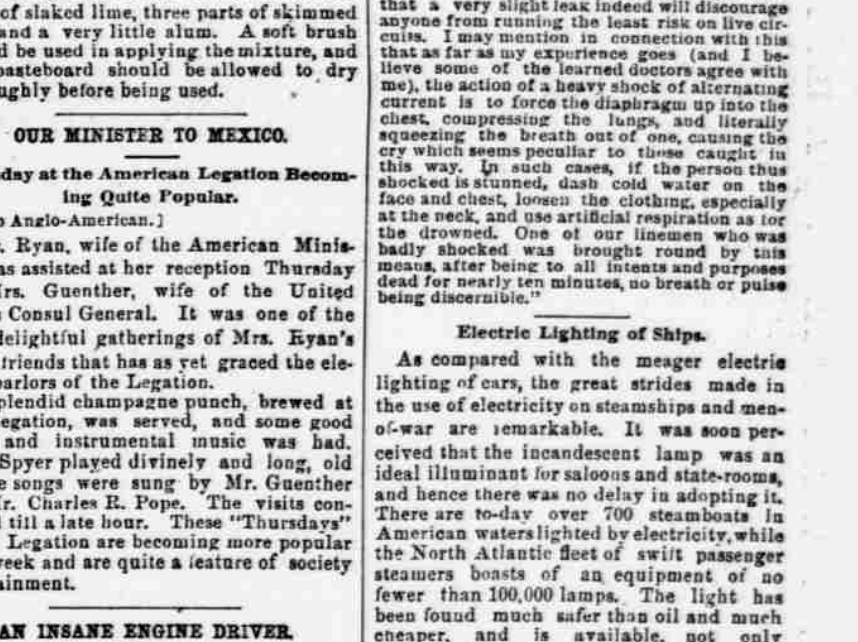 of slaked lime, three parts of skimmed
and a very little alum. A soft brush
d be used in applying the mixture, and
pasteboard should be allowed to dry
ughly before being used.
OUR MINISTER TO MEXICO.
day at the American Legation Becom-
ing Quite Popular.
o Anglo-American.]
. Ryan, wife of the American Minis-
as assisted at her reception Thursday
rs. Guenther, wife of the United
Consul General. It was one of the
delightful gatherings of Mrs. Ryan's
friends that has as yet graced the ele-
parlors of the Legation.
plendid champagne punch, brewed at
egation, was served, and some good
and instrumental music was had.
Spyer played divinely and long, old
e songs were sung by Mr. Guenther
r. Charles R. Pope. The visits con-
till a late hour. These "Thursdays"
Legation are becoming more popular
eek and are quite a feature of society
ainment.
AN INSANE ENGINE DRIVER.
that a very slight leak indeed will discourage
anyone from running the least risk on live cir-
cuits. I may mention in connection with this
that as far as my experience goes (and I be-
lieve some of the learned doctors agree with
me), the action of a heavy shock of alternating
current is to force the diaphragm up into the
chest, compressing the lungs, and literally
squeezing the breath out of one, causing the
cry which seems peculiar to those caught in
this way. In such cases, if the person thus
shocked is stunned, dash cold water on the
face and chest, loosen the clothing, especially
at the neck, and use artificial respiration as for
the drowned. One of our linemen who was
badly shocked was brought round by this
means, after being to all intents and purposes
dead for nearly ten minutes, no breath or pulse
being discernible."
Electric Lighting of Ships.
As compared with the meager electric
lighting of cars, the great strides made in
the use of electricity on steamships and men-
of-war are remarkable. It was soon per-
ceived that the incandescent lamp was an
ideal illuminant for saloons and state-rooms,
and hence there was no delay in adopting it.
There are to-day over 700 steamboats in
American waters lighted by electricity, while
the North Atlantic fleet of swift passenger
steamers boasts of an equipment of no
fewer than 100,000 lamps. The light has
been found much safer than oil and much
cheaper, and is available, not only